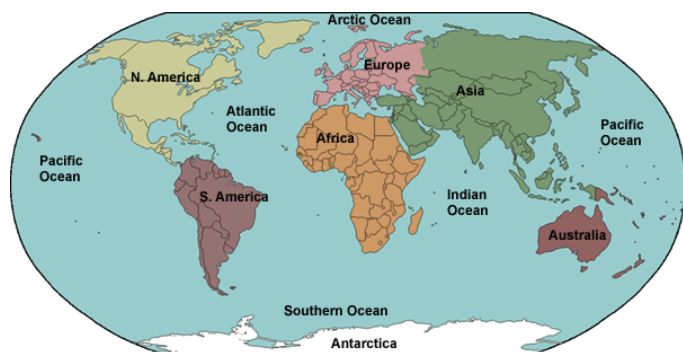 Arctic Ocean
Europe
N. America
Asia
Atlantic
Ocean
Pacific
Ocean
Africa
Pacific
Ocean
S. America
Indian
Ocean
Australia
Southern Ocean
Antarctica